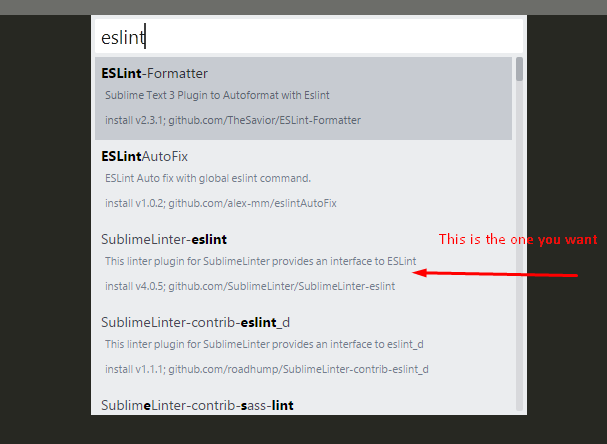 eslint
ESLint-Formatter
Sublime Text 3 Plugin to Autoformat with Eslint
install v2.3.1; github.com/TheSavior/ESLint-Formatter
ESLintAutoFix
ESLint Auto fix with global eslint command.
install v1.0.2; github.com/alex-mm/eslintAutoFix
SublimeLinter-eslint
This is the one you want
This linter plugin for SublimeLinter provides an interface to ESLint
install v4.0.5; github.com/SublimeLinter/SublimeLinter-eslint
SublimeLinter-contrib-eslint_d
This linter plugin for SublimeLinter provides an interface to eslint_d
install v1.1.1; github.com/roadhump/SublimeLinter-contrib-eslint_d
SublimeLinter-contrib-sass-lint